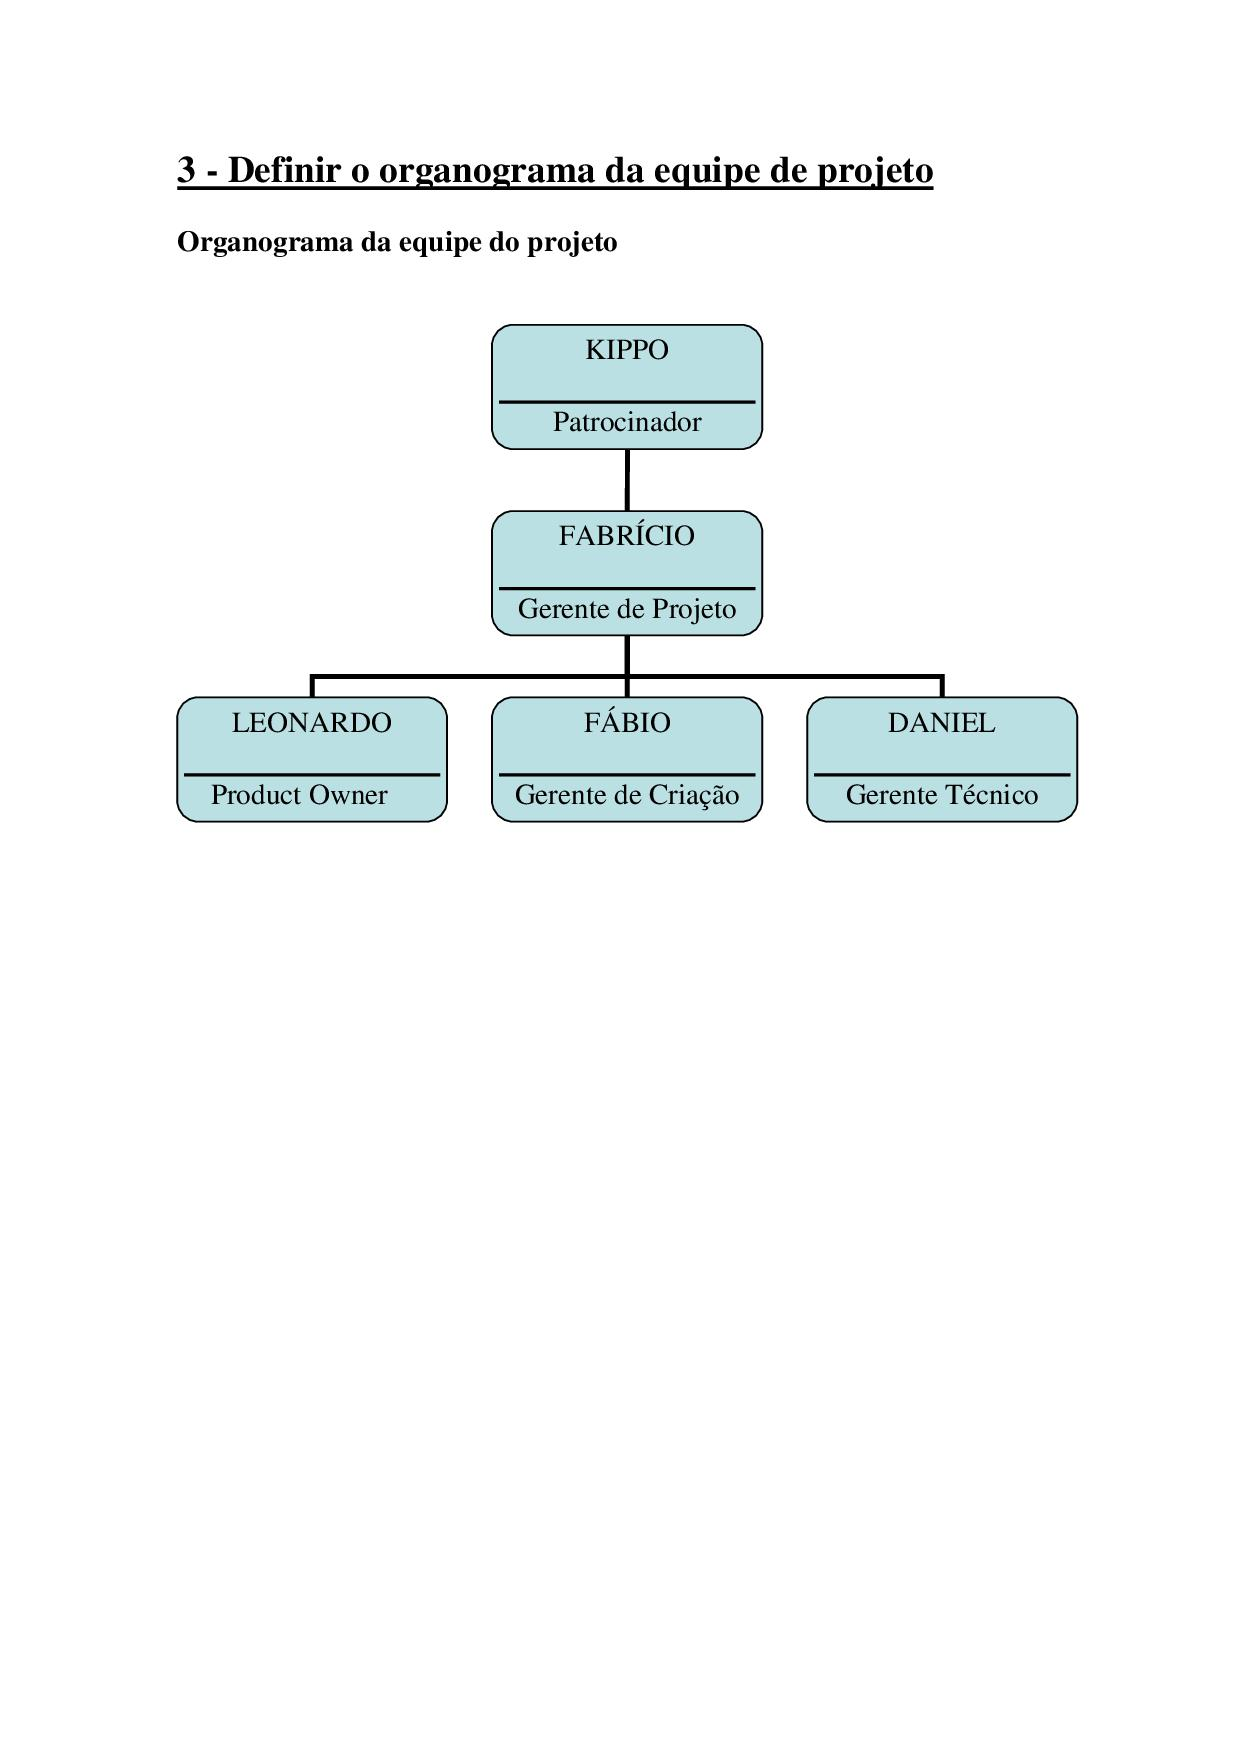 3 - Definir o organograma da equipe de projeto
Organograma da equipe do projeto
KIPPO
Patrocinador
FABRÍCIO
Gerente de Projeto
LEONARDO
Product Owner
FÁBIO
Gerente de Criação
DANIEL
Gerente Técnico